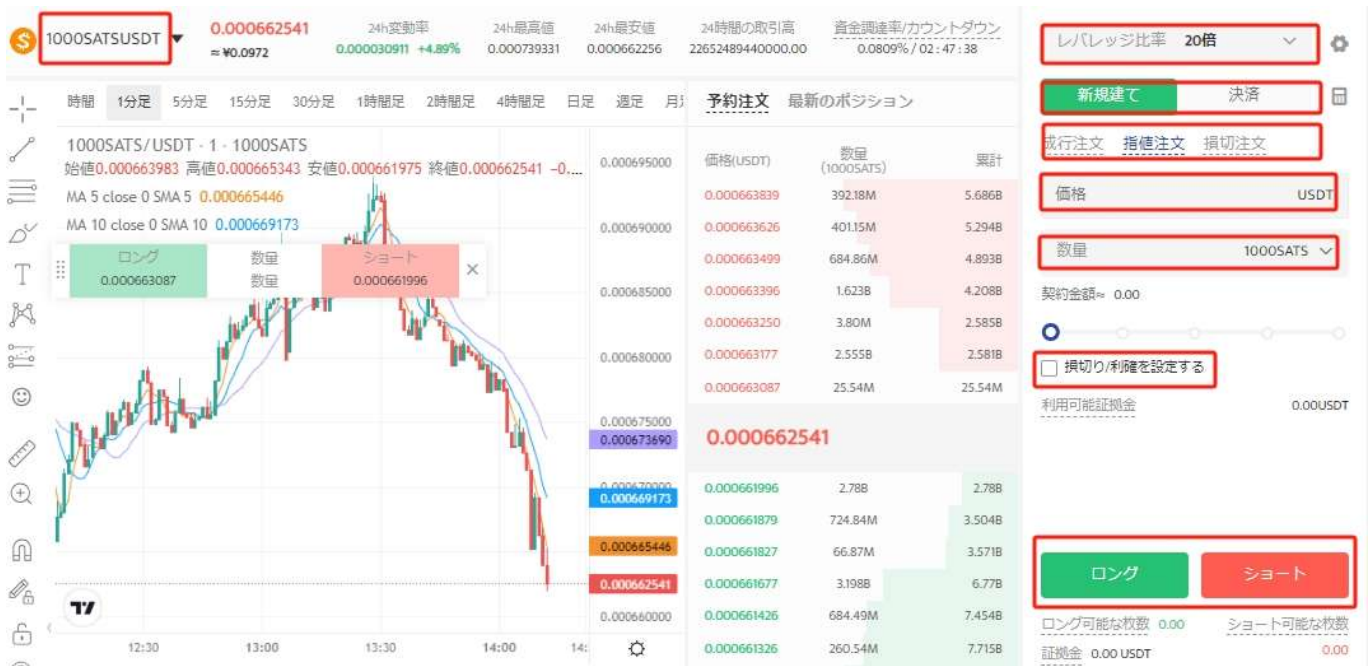 1000SATSUSDT
0.000662541
≈ ¥0.0972
24h変動率
0.000030911 +4.89%
24h最高値
0.000739331
24h最安値
0.000662256
24時間の取引高
22652489440000.00
資金調達率/カウントダウン
0.0809% / 02 : 47 : 38
時間 1分足 5分足 15分足 30分足 1時間足 2時間足 4時間足 日足 週足 月
1000SATS/USDT · 1 · 1000SATS
始値0.000663983 高値0.000665343 安値0.000661975 終値0.000662541 −0....
MA 5 close 0 SMA 5 0.000665446
MA 10 close 0 SMA 10 0.000669173
ロング
0.000663087
数量
数量
ショート
0.000661996
0.000695000
0.000690000
0.000685000
0.000680000
0.000675000
0.000673690
0.000670000
0.000669173
0.000665446
0.000662541
0.000660000
12:30 13:00 13:30 14:00 14:
予約注文 最新のポジション
価格(USDT) 数量 (1000SATS) 累計
0.000663839 392.18M 5.686B
0.000663626 401.15M 5.294B
0.000663499 684.86M 4.893B
0.000663396 1.623B 4.208B
0.000663250 3.80M 2.585B
0.000663177 2.555B 2.581B
0.000663087 25.54M 25.54M
0.000662541
0.000661996 2.78B 2.78B
0.000661879 724.84M 3.504B
0.000661827 66.87M 3.571B
0.000661677 3.198B 6.77B
0.000661426 684.49M 7.454B
0.000661326 260.54M 7.715B
レバレッジ比率 20倍
新規建て 決済
成行注文 指値注文 損切注文
価格 USDT
数量 1000SATS
契約金額≈ 0.00
損切り/利確を設定する
利用可能証拠金 0.00USDT
ロング ショート
ロング可能な枚数 0.00 ショート可能な枚数
0.00
証拠金 0.00 USDT